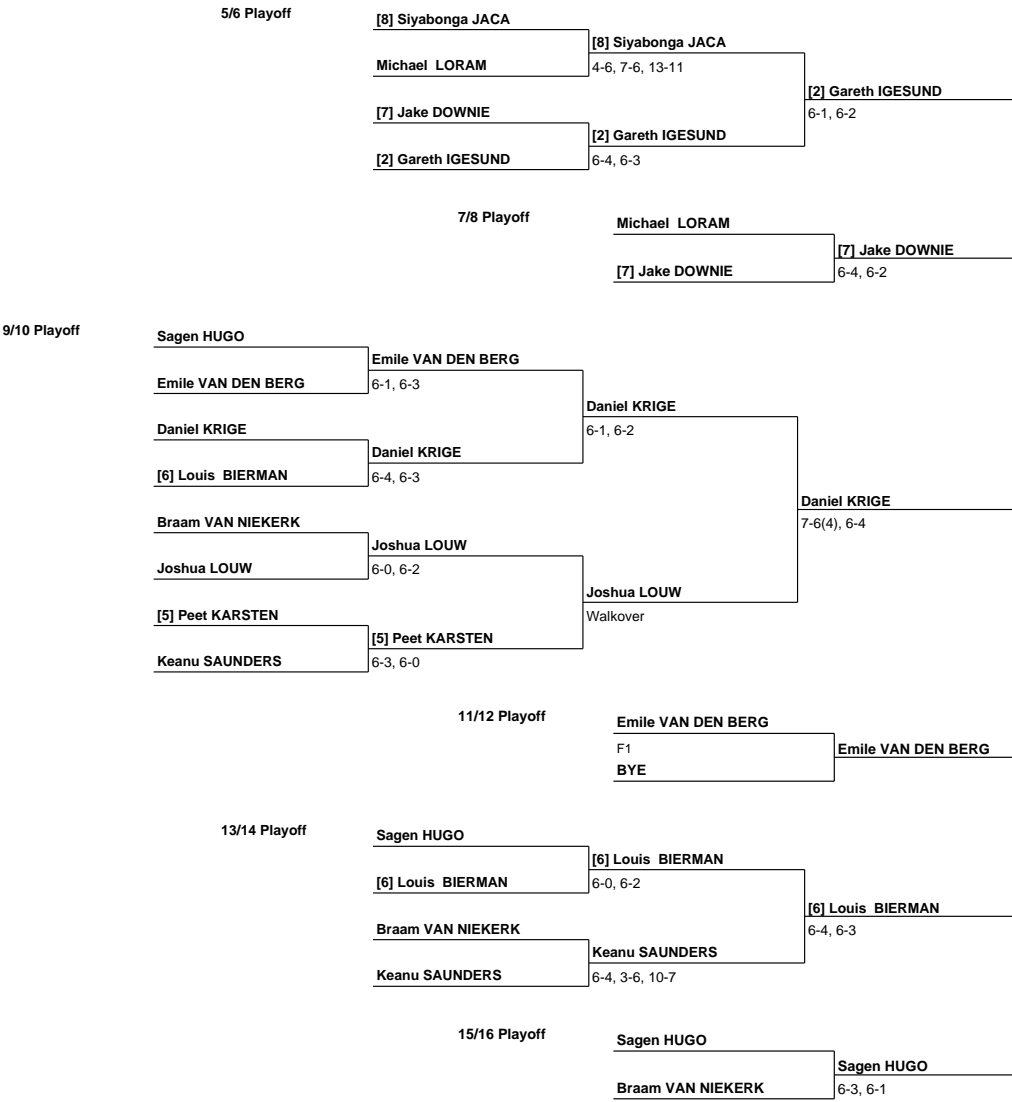 5/6 Playoff
[8] Siyabonga JACA
[8] Siyabonga JACA
Michael LORAM
4-6, 7-6, 13-11
[2] Gareth IGESUND
[7] Jake DOWNIE
6-1, 6-2
[2] Gareth IGESUND
[2] Gareth IGESUND
6-4, 6-3
7/8 Playoff
Michael LORAM
[7] Jake DOWNIE
[7] Jake DOWNIE
6-4, 6-2
9/10 Playoff
Sagen HUGO
Emile VAN DEN BERG
Emile VAN DEN BERG
6-1, 6-3
Daniel KRIGE
Daniel KRIGE
6-1, 6-2
Daniel KRIGE
[6] Louis BIERMAN
6-4, 6-3
Daniel KRIGE
Braam VAN NIEKERK
7-6(4), 6-4
Joshua LOUW
Joshua LOUW
6-0, 6-2
Joshua LOUW
[5] Peet KARSTEN
Walkover
[5] Peet KARSTEN
Keanu SAUNDERS
6-3, 6-0
11/12 Playoff
Emile VAN DEN BERG
F1
Emile VAN DEN BERG
BYE
13/14 Playoff
Sagen HUGO
[6] Louis BIERMAN
[6] Louis BIERMAN
6-0, 6-2
[6] Louis BIERMAN
Braam VAN NIEKERK
6-4, 6-3
Keanu SAUNDERS
Keanu SAUNDERS
6-4, 3-6, 10-7
15/16 Playoff
Sagen HUGO
Sagen HUGO
Braam VAN NIEKERK
6-3, 6-1